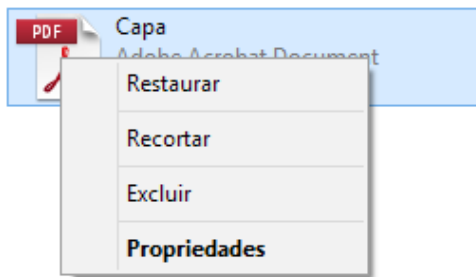 PDF
Capa
Adobe Acrobat Document
Restaurar
Recortar
Excluir
Propriedades